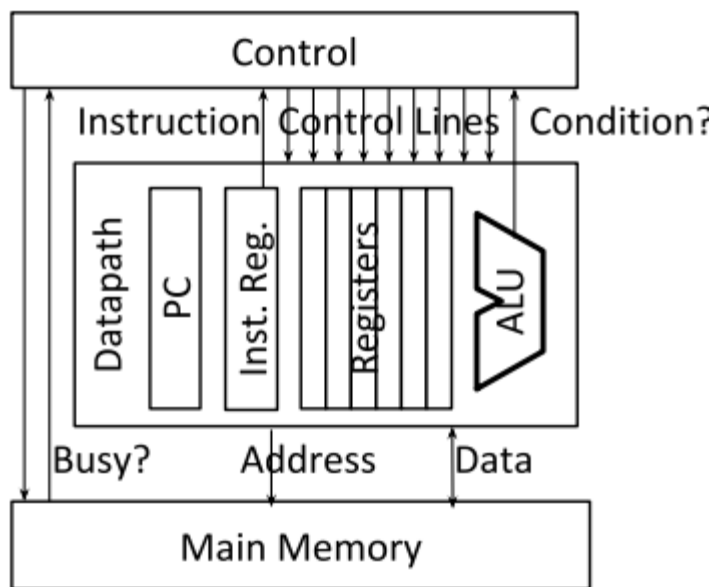 Control
Instruction Control Lines Condition?
Datapath
PC
Inst. Reg.
Registers
ALU
Busy? Address Data
Main Memory